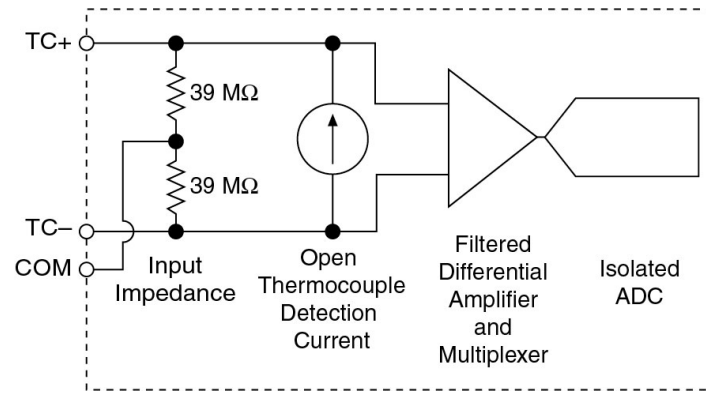 TC+
39 MΩ
39 MΩ
TC–
COM
Input
Impedance
Open
Thermocouple
Detection
Current
Filtered
Differential
Amplifier
and
Multiplexer
Isolated
ADC